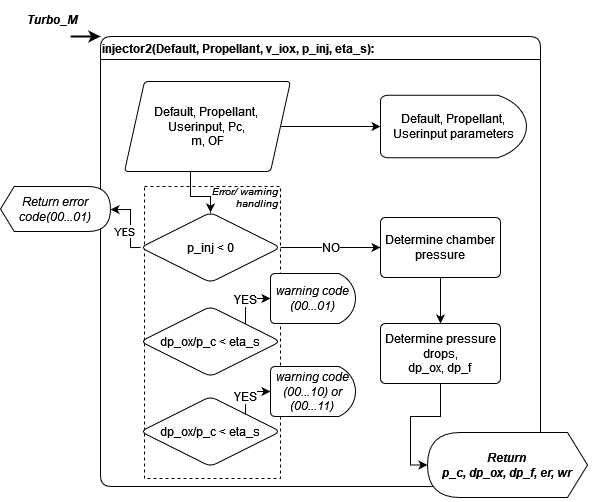 Turbo_M
injector2(Default, Propellant, v_iox, p_inj, eta_s):
Default, Propellant,
Userinput, Pc,
m, OF
Default, Propellant,
Userinput parameters
Error/ warning
handling
Return error
code(00...01)
YES
p_inj < 0
NO
Determine chamber
pressure
YES
warning code
(00...01)
dp_ox/p_c < eta_s
Determine pressure
drops,
dp_ox, dp_f
YES
warning code
(00...10) or
(00...11)
dp_ox/p_c < eta_s
Return
p_c, dp_ox, dp_f, er, wr